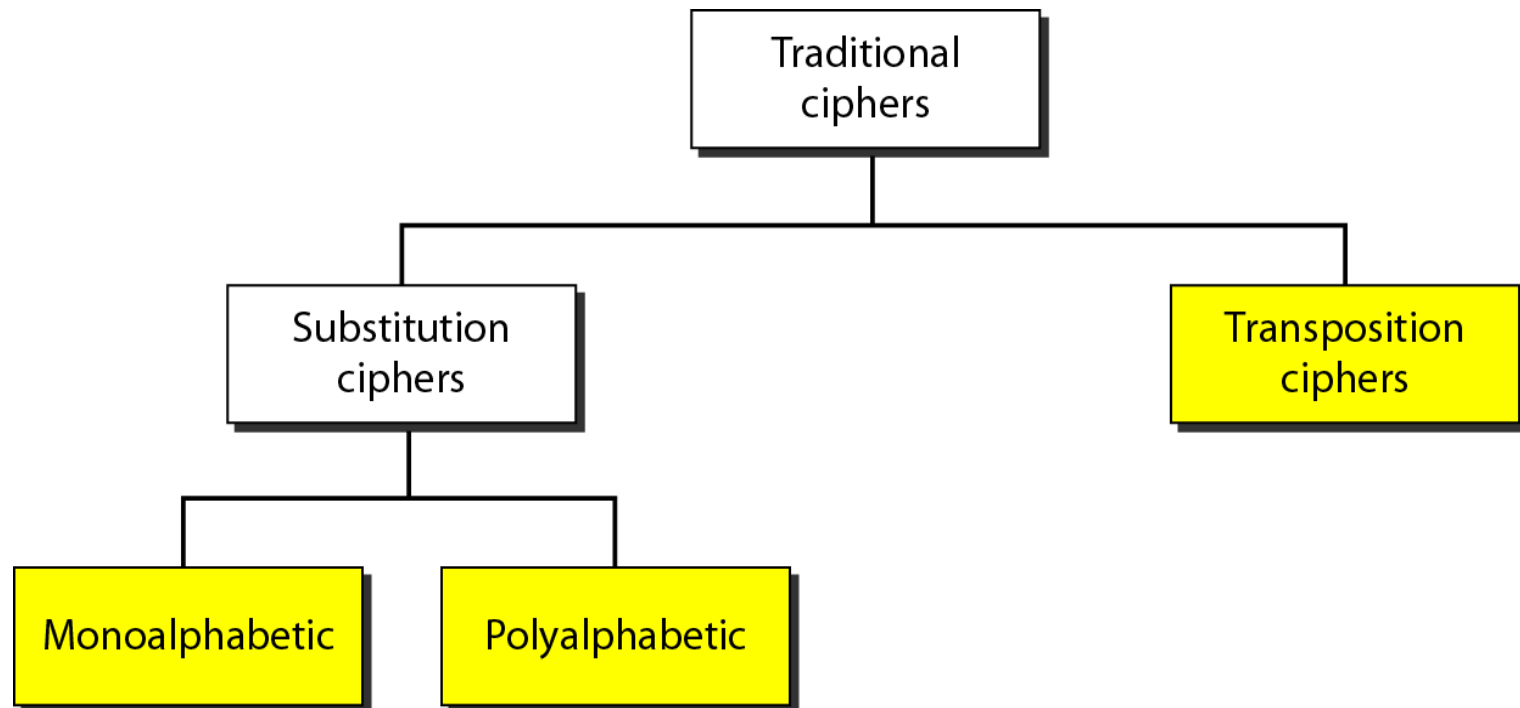 Traditional
ciphers
Substitution
ciphers
Transposition
ciphers
Monoalphabetic
Polyalphabetic